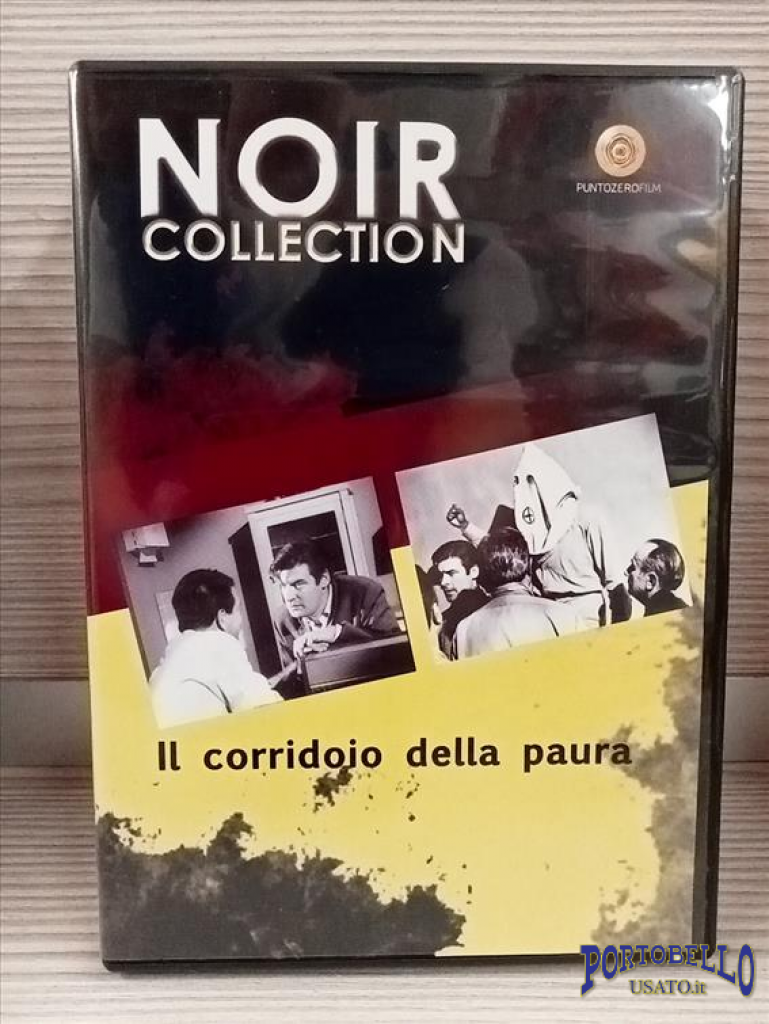 NOIR
COLLECTION
PUNTOZEROFILM
Il corridoio della paura
PORTOBELLO
USATO.it